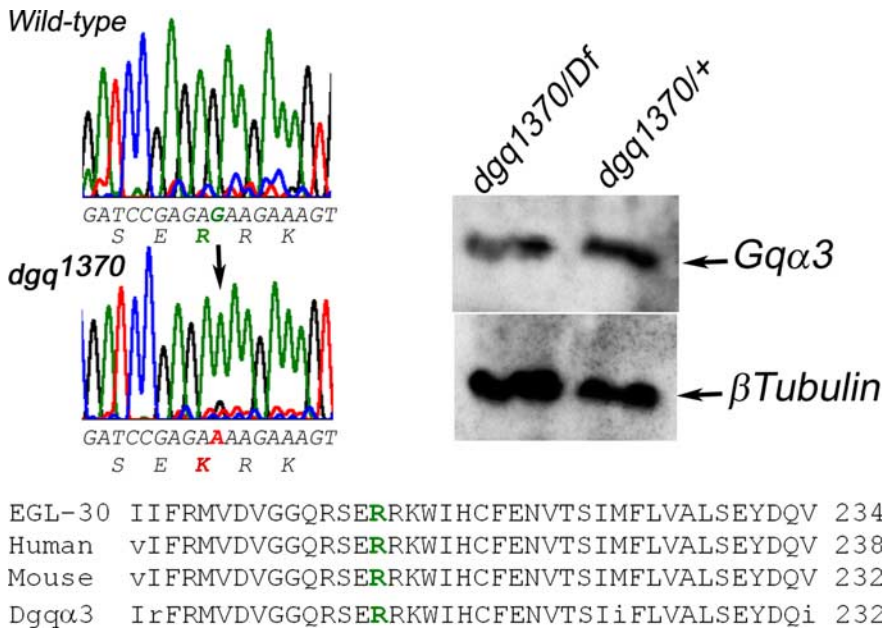 Wild-type
GATCCGAGAGAAGAAAGT
S E R R K
dgq1370
GATCCGAGAAAAGAAAGT
S E K R K
dgq1370/Df
dgq1370/+
Gqα3
βTubulin
EGL-30 IIFRMVDVGGQRSERRKWIHCFENVTSIMFLVALSEYDQV 234
Human vIFRMVDVGGQRSERRKWIHCFENVTSIMFLVALSEYDQV 238
Mouse vIFRMVDVGGQRSERRKWIHCFENVTSIMFLVALSEYDQV 232
Dgqα3 IrFRMVDVGGQRSERRKWIHCFENVTSIiFLVALSEYDQi 232